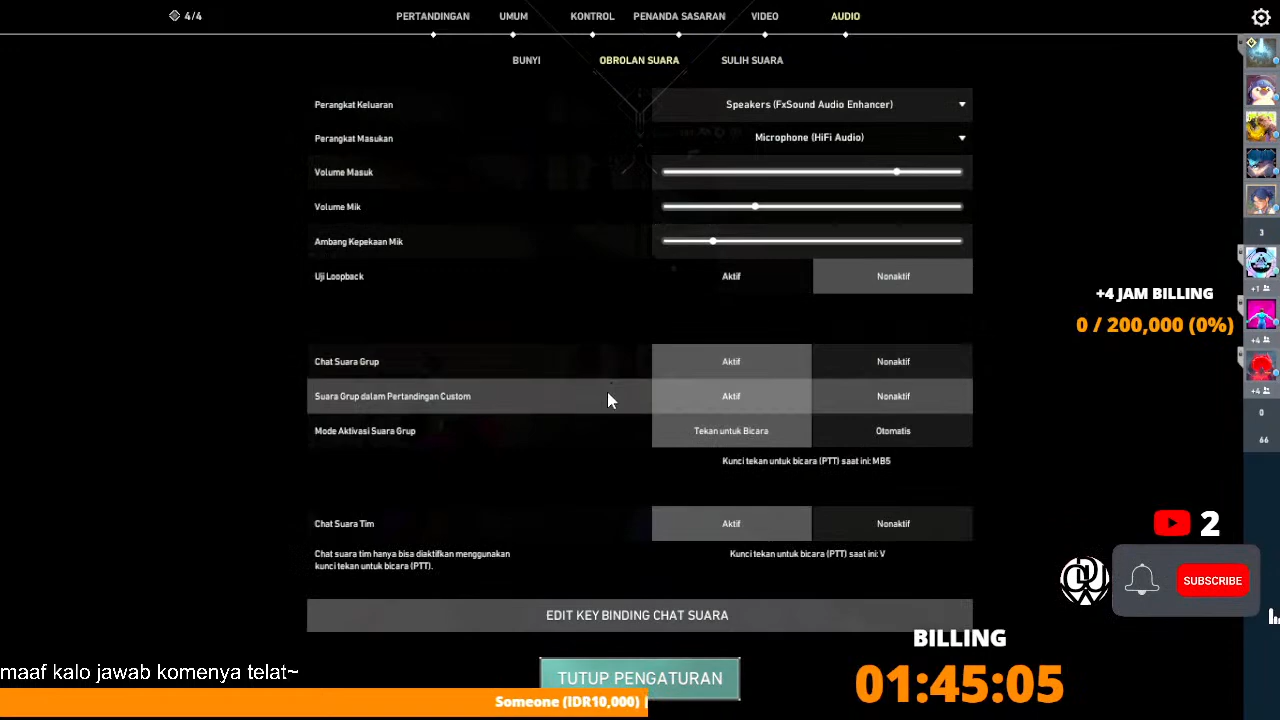 4/4
PERTANDINGAN
UMUM
KONTROL
PENANDA SASARAN
VIDEO
AUDIO
BUNYI
OBROLAN SUARA
SULIH SUARA
Perangkat Keluaran
Speakers (FxSound Audio Enhancer)
Perangkat Masukan
Microphone (HiFi Audio)
Volume Masuk
Volume Mik
Ambang Kepekaan Mik
Uji Loopback
Aktif
Nonaktif
3
+1
+4 JAM BILLING
0 / 200,000 (0%)
+4
Chat Suara Grup
Aktif
Nonaktif
Suara Grup dalam Pertandingan Custom
Aktif
Nonaktif
+4
0
Mode Aktivasi Suara Grup
Tekan untuk Bicara
Otomatis
66
Kunci tekan untuk bicara (PTT) saat ini: MB5
Chat Suara Tim
Aktif
Nonaktif
2
Chat suara tim hanya bisa diaktifkan menggunakan
kunci tekan untuk bicara (PTT).
Kunci tekan untuk bicara (PTT) saat ini: V
SUBSCRIBE
EDIT KEY BINDING CHAT SUARA
BILLING
01:45:05
maaf kalo jawab komenya telat~
TUTUP PENGATURAN
Someone (IDR10,000)